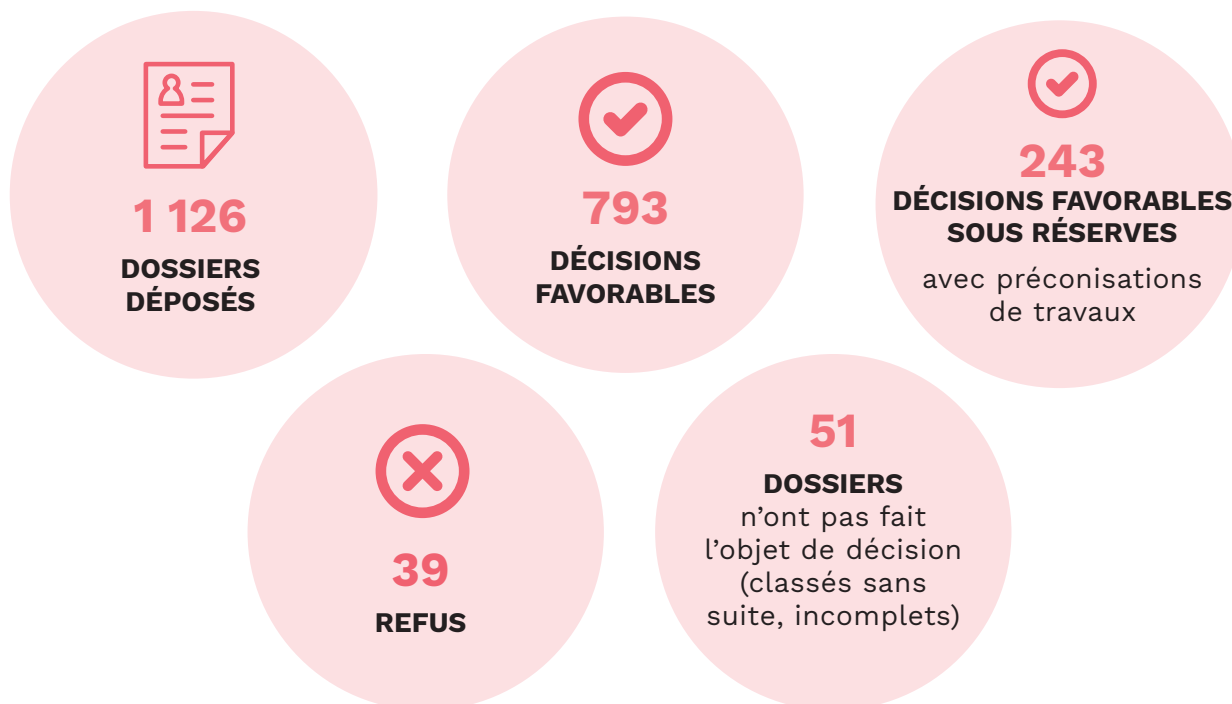 1 126
DOSSIERS
DÉPOSÉS
793
DÉCISIONS
FAVORABLES
243
DÉCISIONS FAVORABLES
SOUS RÉSERVES
avec préconisations
de travaux
39
REFUS
51
DOSSIERS
n’ont pas fait
l’objet de décision
(classés sans
suite, incomplets)